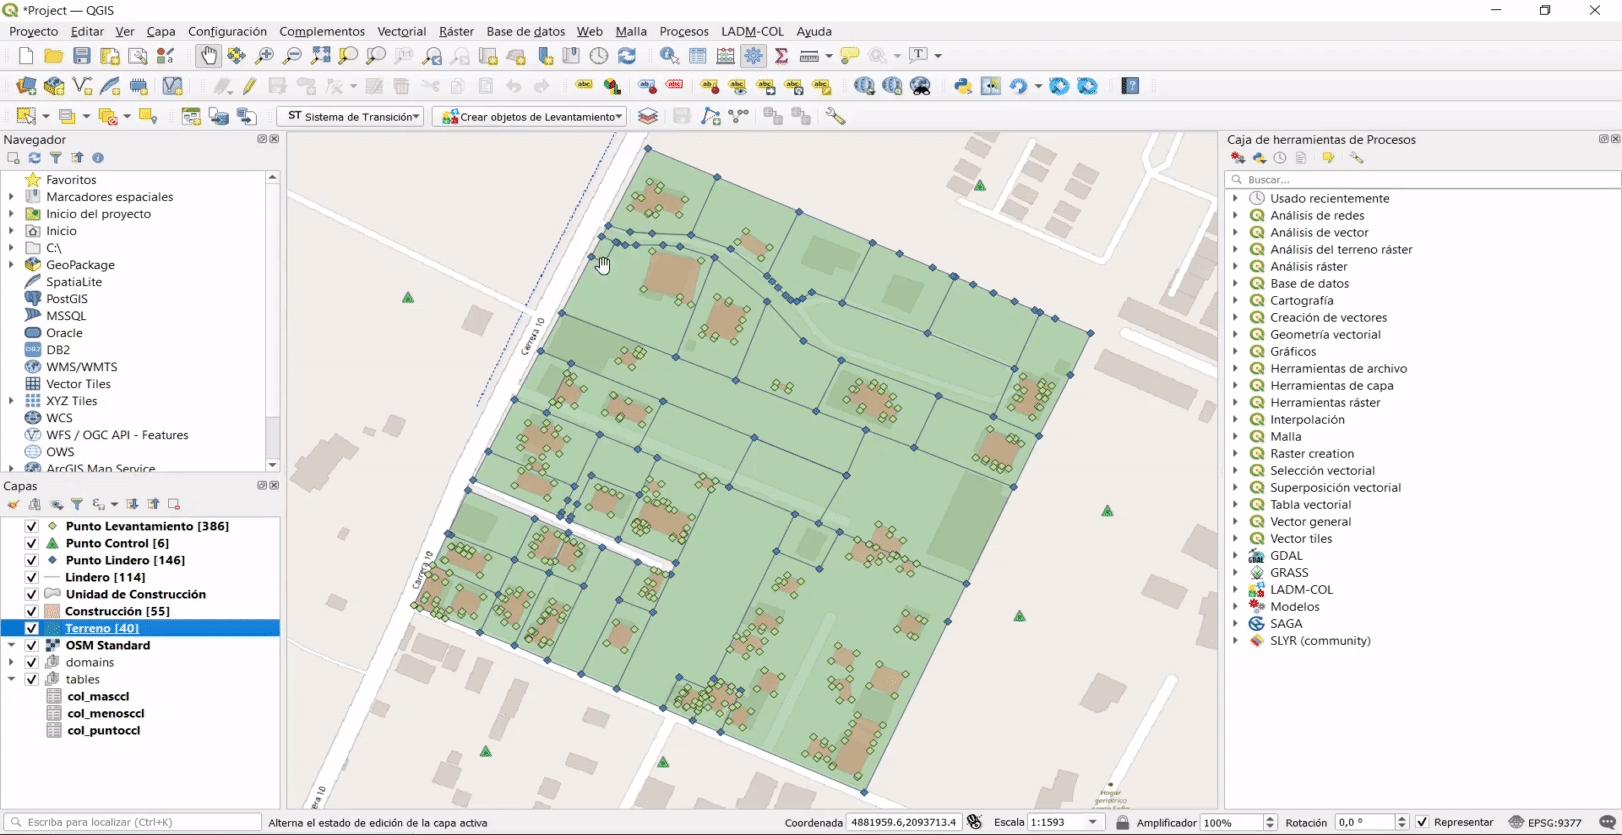 *Project — QGIS
Proyecto Editar Ver Capa Configuración Complementos Vectorial Ráster Base de datos Web Malla Procesos LADM-COL Ayuda
ST Sistema de Transición
Crear objetos de Levantamiento
Navegador
Favoritos
Marcadores espaciales
Inicio del proyecto
Inicio
C:\
GeoPackage
SpatiaLite
PostGIS
MSSQL
Oracle
DB2
WMS/WMTS
Vector Tiles
XYZ Tiles
WCS
WFS / OGC API - Features
OWS
ArcGIS Map Service
Capas
Punto Levantamiento [386]
Punto Control [6]
Punto Lindero [146]
Lindero [114]
Unidad de Construcción
Construcción [55]
Terreno [40]
OSM Standard
domains
tables
col_masccl
col_menosccl
col_puntoccl
Carrera 10
Carrera 10
Hogar
geriátrico
Caja de herramientas de Procesos
Buscar...
Usado recientemente
Análisis de redes
Análisis de vector
Análisis del terreno ráster
Análisis ráster
Base de datos
Cartografía
Creación de vectores
Geometría vectorial
Gráficos
Herramientas de archivo
Herramientas de capa
Herramientas ráster
Interpolación
Malla
Raster creation
Selección vectorial
Superposición vectorial
Tabla vectorial
Vector general
Vector tiles
GDAL
GRASS
LADM-COL
Modelos
SAGA
SLYR (community)
Escriba para localizar (Ctrl+K)
Alterna el estado de edición de la capa activa
Coordenada 4881959.6,2093713.4
Escala 1:1593
Amplificador 100%
Rotación 0,0 °
Representar
EPSG:9377